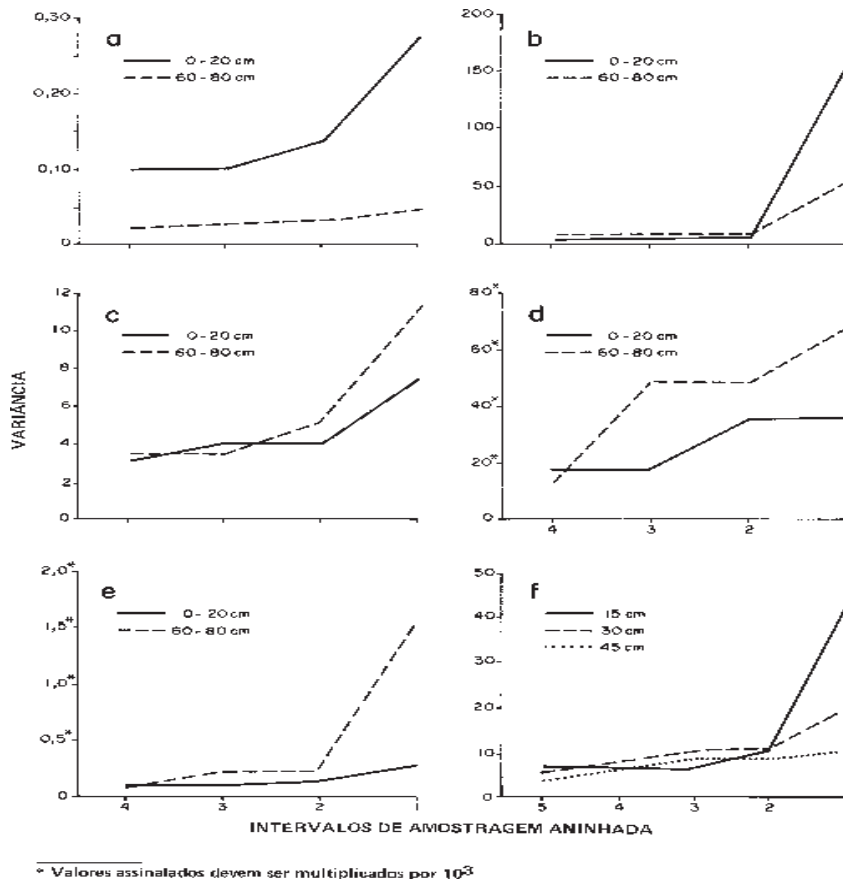 a
0-20 cm
60-80 cm
0,30
0,20
0,10
0
b
0-20 cm
60-80 cm
200
150
100
50
0
c
0-20 cm
60-80 cm
12
10
8
6
4
2
0
d
0-20 cm
60-80 cm
80*
60*
40*
20*
0
4 3 2
VARIÂNCIA
e
0-20 cm
60-80 cm
2,0*
1,5*
1,0*
0,5*
0
4 3 2 1
f
15 cm
30 cm
45 cm
50
40
30
20
10
0
5 4 3 2
INTERVALOS DE AMOSTRAGEM ANINHADA
* Valores assinalados devem ser multiplicados por 10³